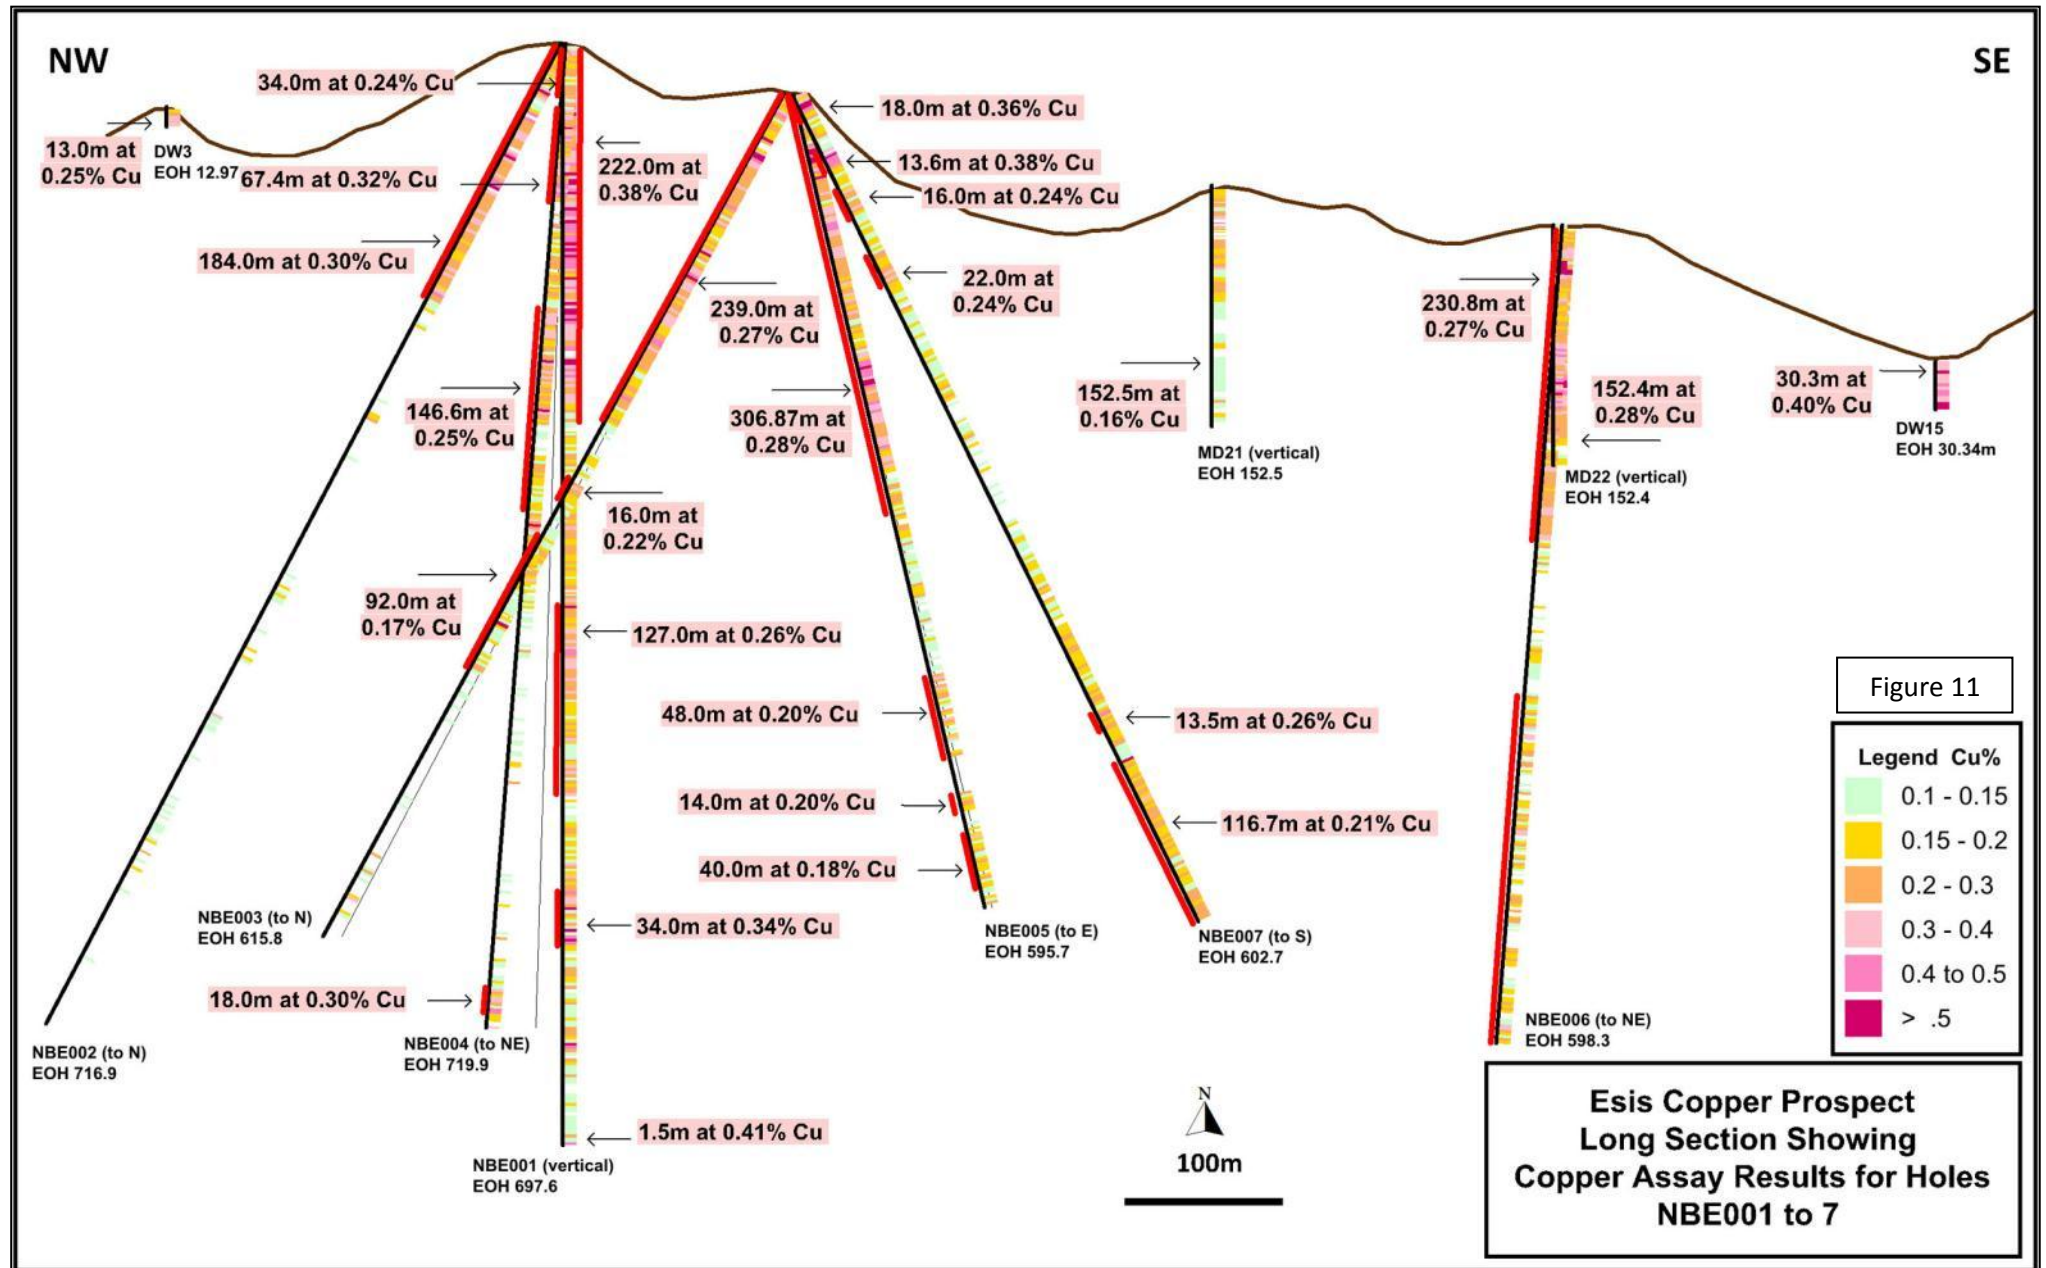 NW
SE
34.0m at 0.24% Cu
18.0m at 0.36% Cu
13.0m at
0.25% Cu
DW3
EOH 12.97
67.4m at 0.32% Cu
222.0m at
0.38% Cu
13.6m at 0.38% Cu
16.0m at 0.24% Cu
184.0m at 0.30% Cu
239.0m at
0.27% Cu
22.0m at
0.24% Cu
230.8m at
0.27% Cu
146.6m at
0.25% Cu
306.87m at
0.28% Cu
152.5m at
0.16% Cu
152.4m at
0.28% Cu
30.3m at
0.40% Cu
DW15
EOH 30.34m
MD21 (vertical)
EOH 152.5
MD22 (vertical)
EOH 152.4
16.0m at
0.22% Cu
92.0m at
0.17% Cu
127.0m at 0.26% Cu
48.0m at 0.20% Cu
13.5m at 0.26% Cu
14.0m at 0.20% Cu
116.7m at 0.21% Cu
40.0m at 0.18% Cu
34.0m at 0.34% Cu
NBE003 (to N)
EOH 615.8
NBE005 (to E)
EOH 595.7
NBE007 (to S)
EOH 602.7
18.0m at 0.30% Cu
NBE002 (to N)
EOH 716.9
NBE004 (to NE)
EOH 719.9
NBE006 (to NE)
EOH 598.3
1.5m at 0.41% Cu
NBE001 (vertical)
EOH 697.6
N
100m
Figure 11
Legend Cu%
0.1 - 0.15
0.15 - 0.2
0.2 - 0.3
0.3 - 0.4
0.4 to 0.5
> .5
Esis Copper Prospect
Long Section Showing
Copper Assay Results for Holes
NBE001 to 7